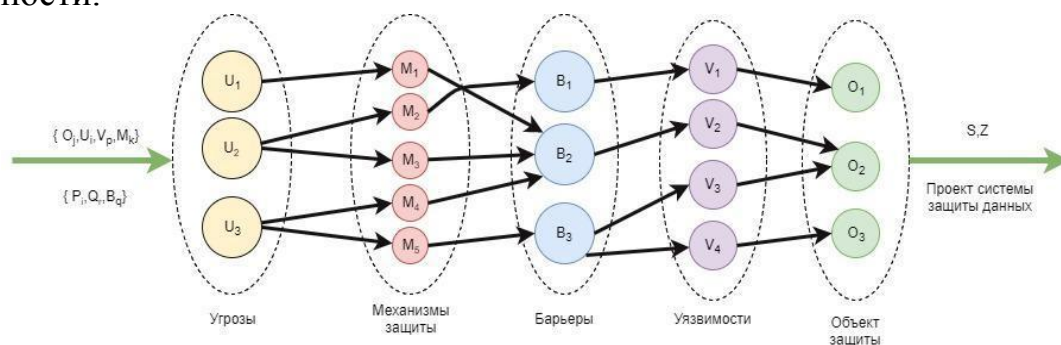 ности.
{ Oj,Ui,Vp,Mk}
{ Pi,Qr,Bq}
U1
U2
U3
M1
M2
M3
M4
M5
B1
B2
B3
V1
V2
V3
V4
O1
O2
O3
S,Z
Проект системы
защиты данных
Угрозы
Механизмы
защиты
Барьеры
Уязвимости
Объект
защиты